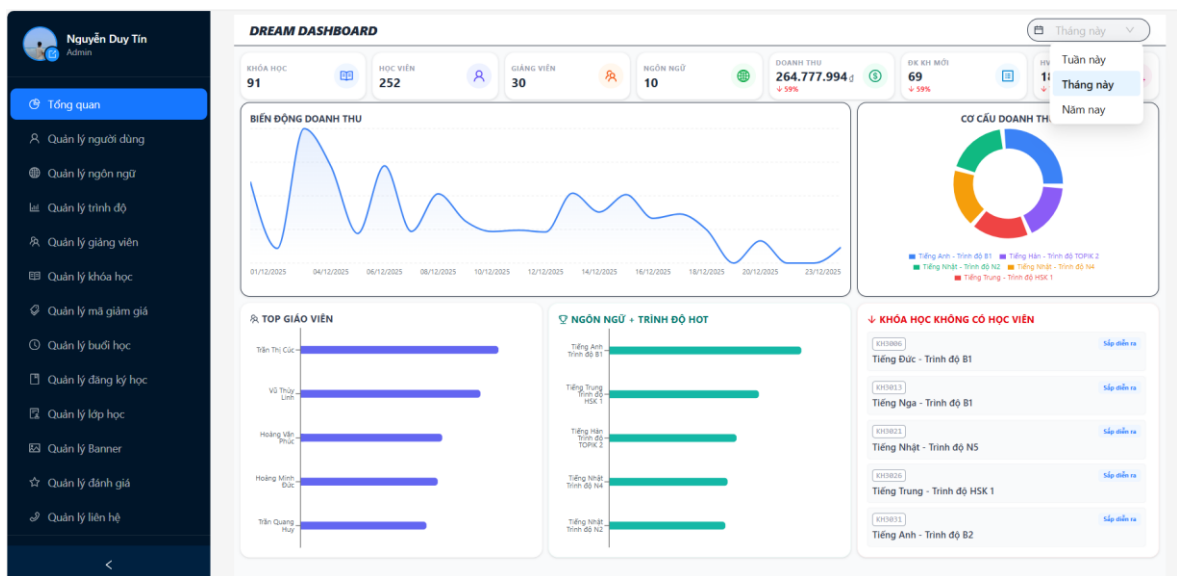 Nguyễn Duy Tín
Admin
Tổng quan
Quản lý người dùng
Quản lý ngôn ngữ
Quản lý trình độ
Quản lý giảng viên
Quản lý khóa học
Quản lý mã giảm giá
Quản lý buổi học
Quản lý đăng ký học
Quản lý lớp học
Quản lý Banner
Quản lý đánh giá
Quản lý liên hệ
DREAM DASHBOARD
Tháng này
Tuần này
Tháng này
Năm nay
KHÓA HỌC
91
HỌC VIÊN
252
GIẢNG VIÊN
30
NGÔN NGỮ
10
DOANH THU
264.777.994 đ
↓ 59%
ĐK KH MỚI
69
↓ 59%
BIẾN ĐỘNG DOANH THU
01/12/2025 04/12/2025 06/12/2025 08/12/2025 10/12/2025 12/12/2025 14/12/2025 16/12/2025 18/12/2025 20/12/2025 23/12/2025
CƠ CẤU DOANH TH
Tiếng Anh - Trình độ B1 Tiếng Hàn - Trình độ TOPIK 2
Tiếng Nhật - Trình độ N2 Tiếng Nhật - Trình độ N4
Tiếng Trung - Trình độ HSK 1
TOP GIÁO VIÊN
Trần Thị Cúc
Vũ Thùy
Linh
Hoàng Văn
Phúc
Hoàng Minh
Đức
Trần Quang
Huy
NGÔN NGỮ + TRÌNH ĐỘ HOT
Tiếng Anh
Trình độ B1
Tiếng Trung
Trình độ
HSK 1
Tiếng Hàn
Trình độ
TOPIK 2
Tiếng Nhật
Trình độ N4
Tiếng Nhật
Trình độ N2
↓ KHÓA HỌC KHÔNG CÓ HỌC VIÊN
KH3006 Sắp diễn ra
Tiếng Đức - Trình độ B1
KH3013 Sắp diễn ra
Tiếng Nga - Trình độ B1
KH3021 Sắp diễn ra
Tiếng Nhật - Trình độ N5
KH3026 Sắp diễn ra
Tiếng Trung - Trình độ HSK 1
KH3031 Sắp diễn ra
Tiếng Anh - Trình độ B2